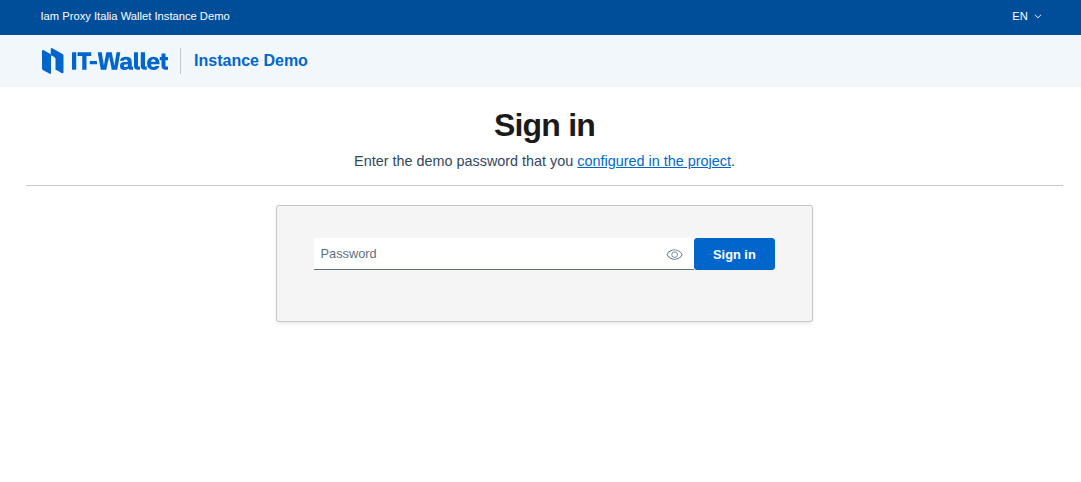 Iam Proxy Italia Wallet Instance Demo
EN
IT-Wallet
Instance Demo
Sign in
Enter the demo password that you configured in the project.
Password
Sign in